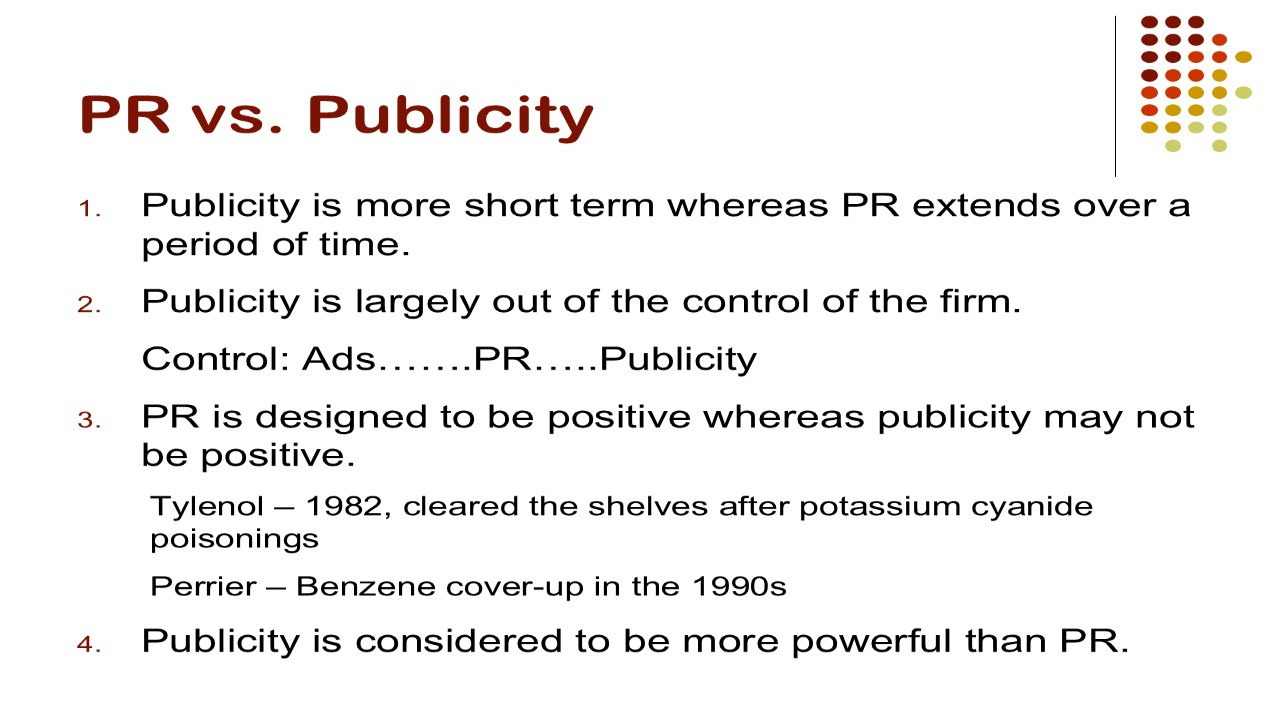 PR vs. Publicity
1. Publicity is more short term whereas PR extends over a
period of time.
2. Publicity is largely out of the control of the firm.
Control: Ads…….PR…..Publicity
3. PR is designed to be positive whereas publicity may not
be positive.
Tylenol – 1982, cleared the shelves after potassium cyanide
poisonings
Perrier – Benzene cover-up in the 1990s
4. Publicity is considered to be more powerful than PR.